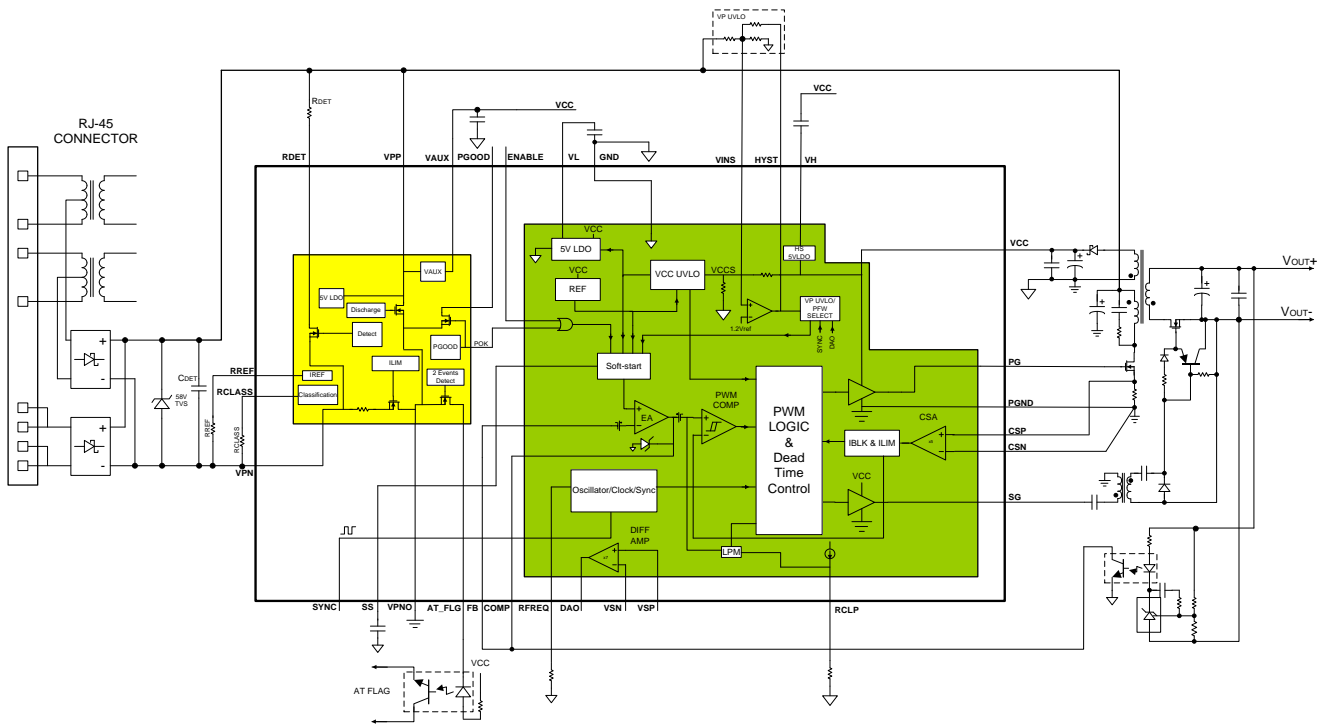 VP UVLO
VCC
RDET
VCC
RJ-45
CONNECTOR
RDET
VPP
VAUX
PGOOD
ENABLE
VL
GND
VINS
HYST
VH
5V LDO
VCC
VCC UVLO
VCCS
HS
5VLDO
VCC
REF
VAUX
5V LDO
Discharge
Detect
PGOOD
POK
1.2Vref
VP UVLO/
PFW
SELECT
SYNC
DAO
VCC
VOUT+
VOUT-
ILIM
2 Events
Detect
IREF
Classification
Soft-start
RREF
RCLASS
CDET
58V
TVS
RREF
RCLASS
VPN
EA
PWM
COMP
PWM
LOGIC
&
Dead
Time
Control
IBLK & ILIM
CSA
PG
PGND
CSP
CSN
SG
Oscillator/Clock/Sync
VCC
DIFF
AMP
LPM
SYNC
SS
VPNO
AT_FLG
FB
COMP
RFREQ
DAO
VSN
VSP
RCLP
AT FLAG
VCC